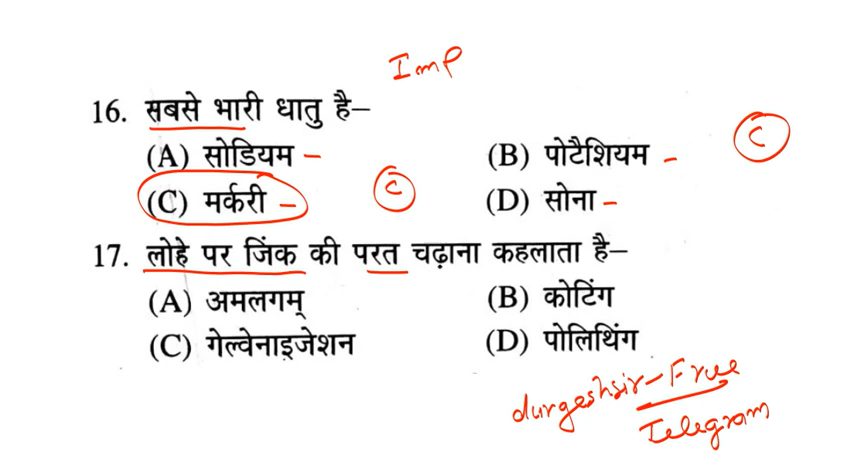 Imp
16. सबसे भारी धातु है–
(A) सोडियम – (B) पोटैशियम –
C
(C) मर्करी – C (D) सोना –
17. लोहे पर जिंक की परत चढ़ाना कहलाता है–
(A) अमलगम् (B) कोटिंग
(C) गेल्वेनाइजेशन (D) पोलिथिंग
durgeshsir – Free
Telegram